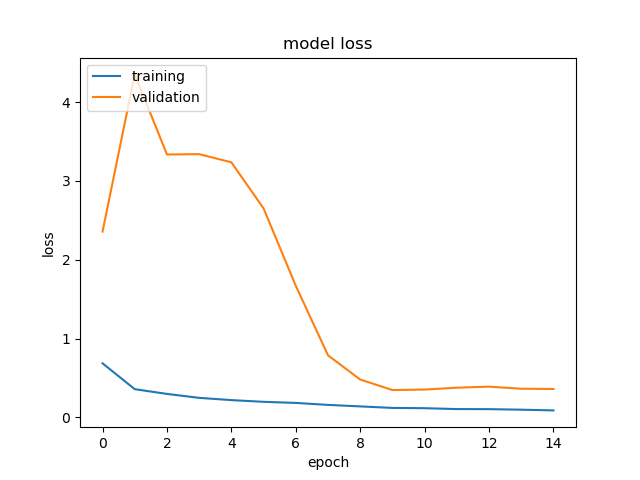 model loss
training
validation
4
3
2
1
0
loss
0 2 4 6 8 10 12 14
epoch